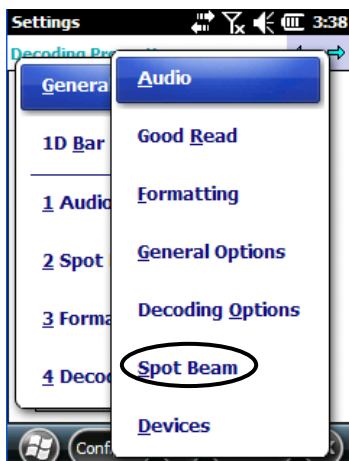 Settings 3:38
Decoding Pro
Genera
1D Bar
1 Audio
2 Spot
3 Forma
4 Decod
Audio
Good Read
Formatting
General Options
Decoding Options
Spot Beam
Devices
Conf